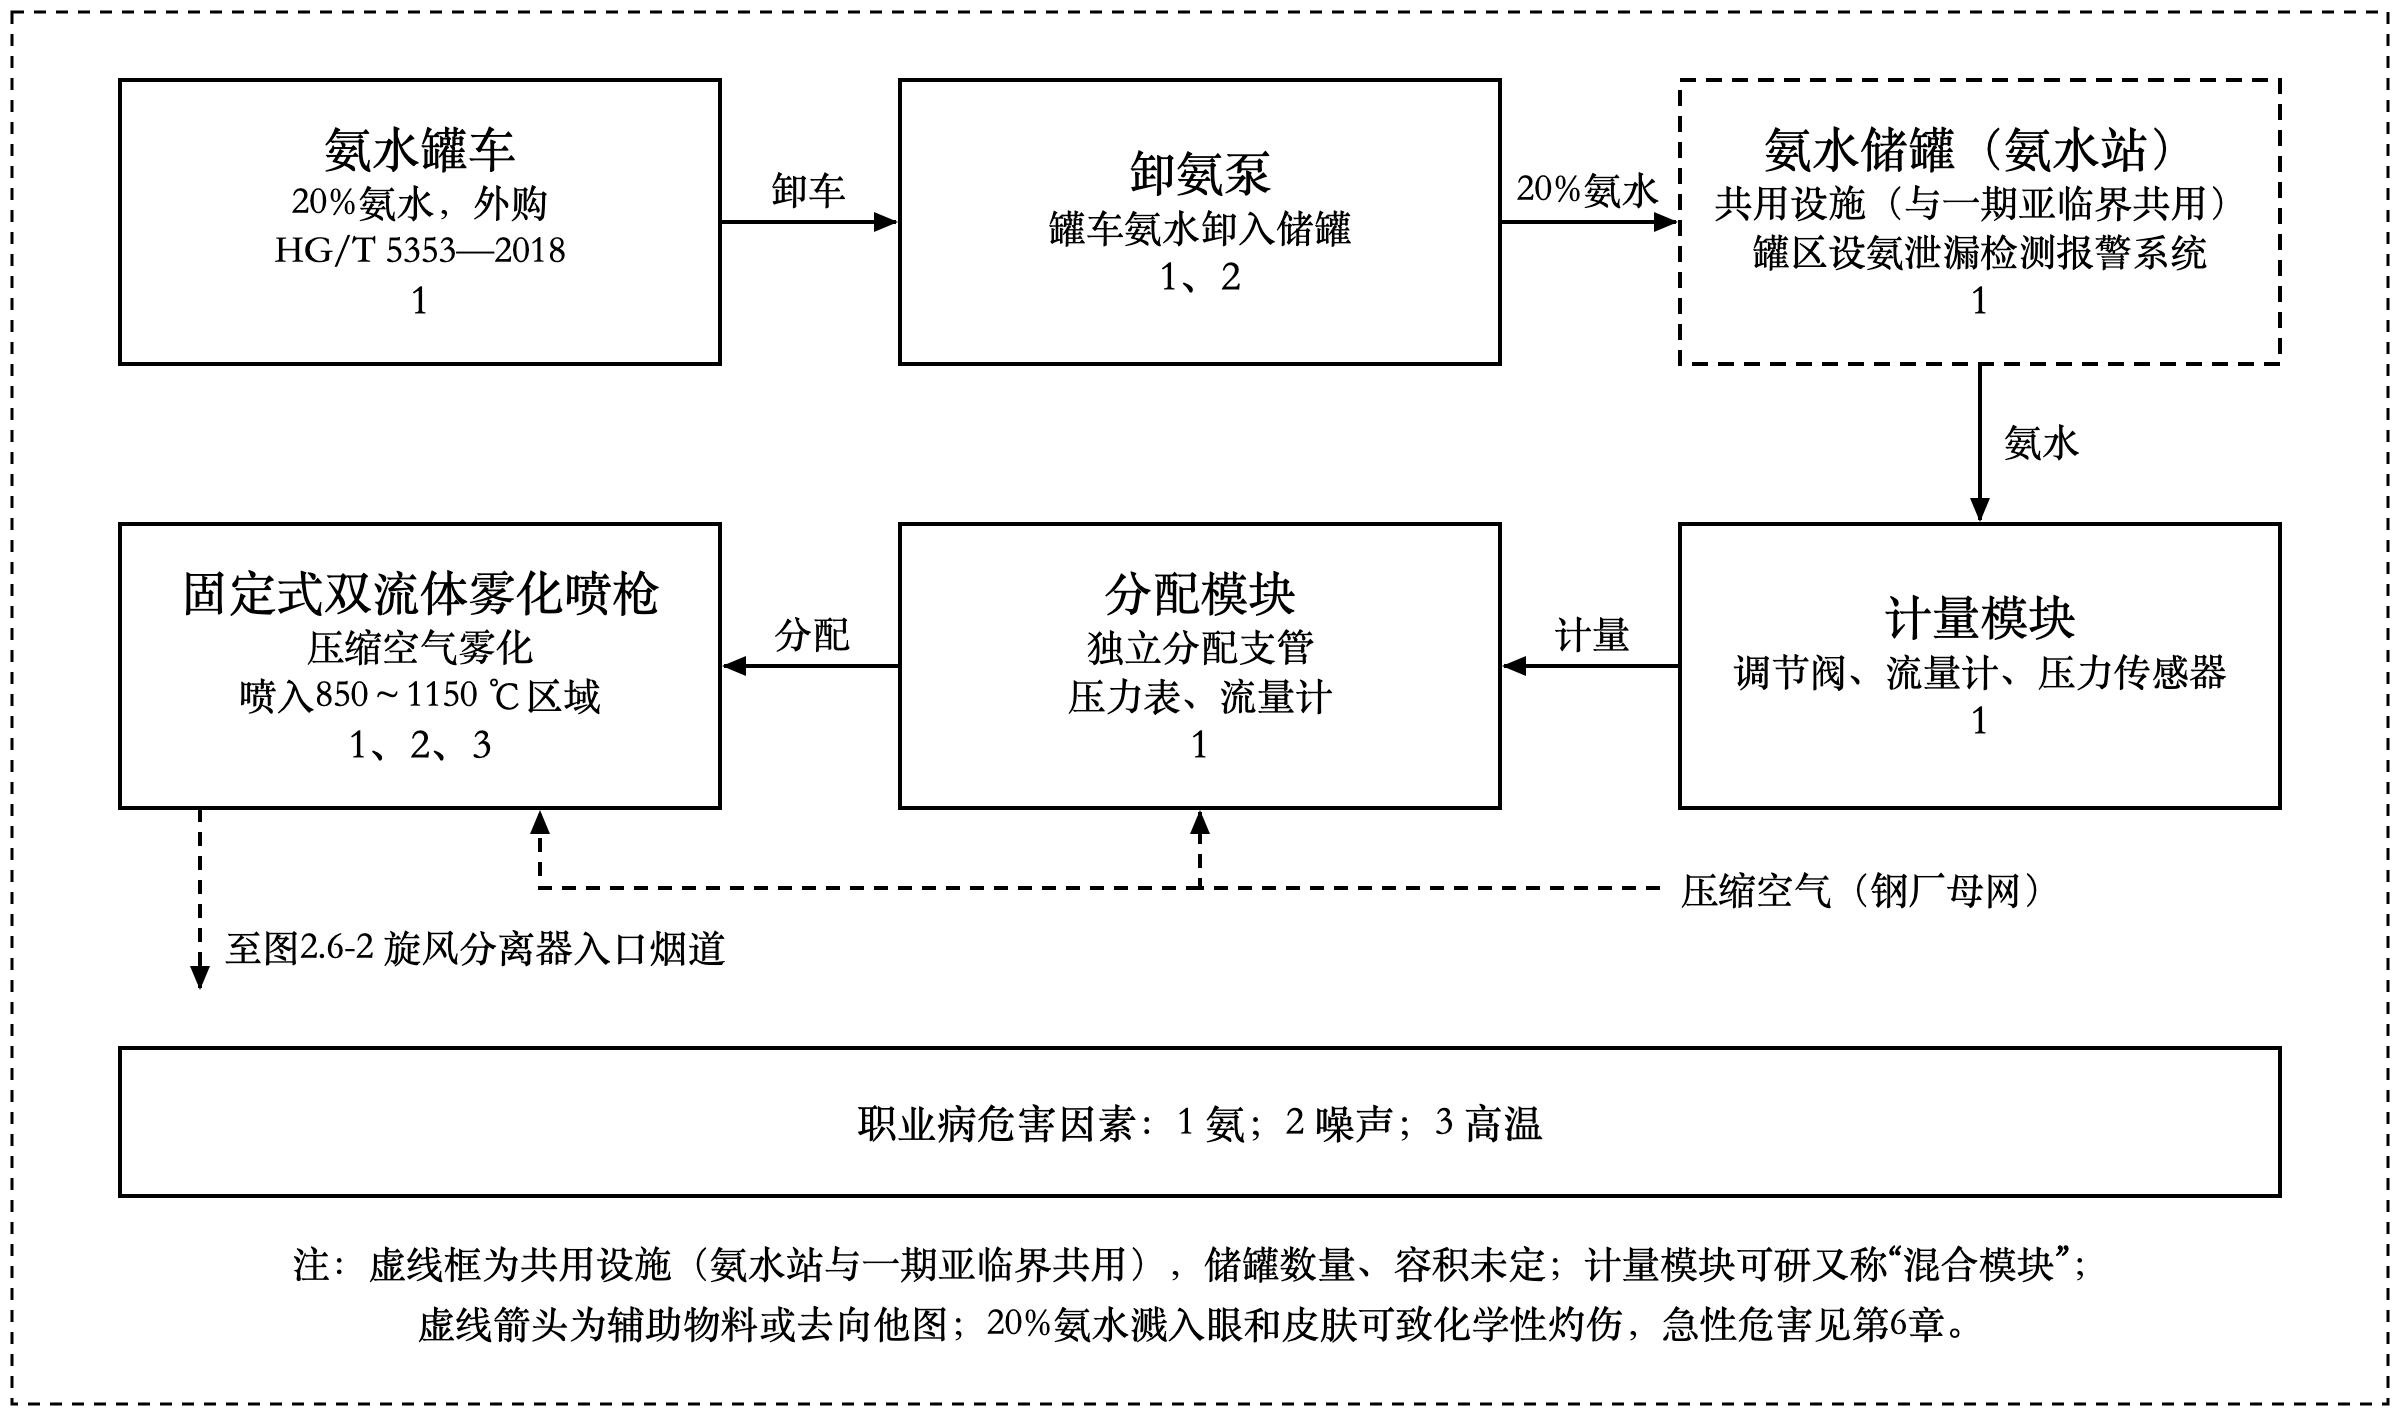 氨水罐车
20%氨水，外购
HG/T 5353—2018
1
卸车
卸氨泵
罐车氨水卸入储罐
1、2
20%氨水
氨水储罐（氨水站）
共用设施（与一期亚临界共用）
罐区设氨泄漏检测报警系统
1
氨水
计量模块
调节阀、流量计、压力传感器
1
计量
分配模块
独立分配支管
压力表、流量计
1
分配
固定式双流体雾化喷枪
压缩空气雾化
喷入850～1150 ℃区域
1、2、3
压缩空气（钢厂母网）
至图2.6-2 旋风分离器入口烟道
职业病危害因素：1 氨；2 噪声；3 高温
注：虚线框为共用设施（氨水站与一期亚临界共用），储罐数量、容积未定；计量模块可研又称“混合模块”；
虚线箭头为辅助物料或去向他图；20%氨水溅入眼和皮肤可致化学性灼伤，急性危害见第6章。